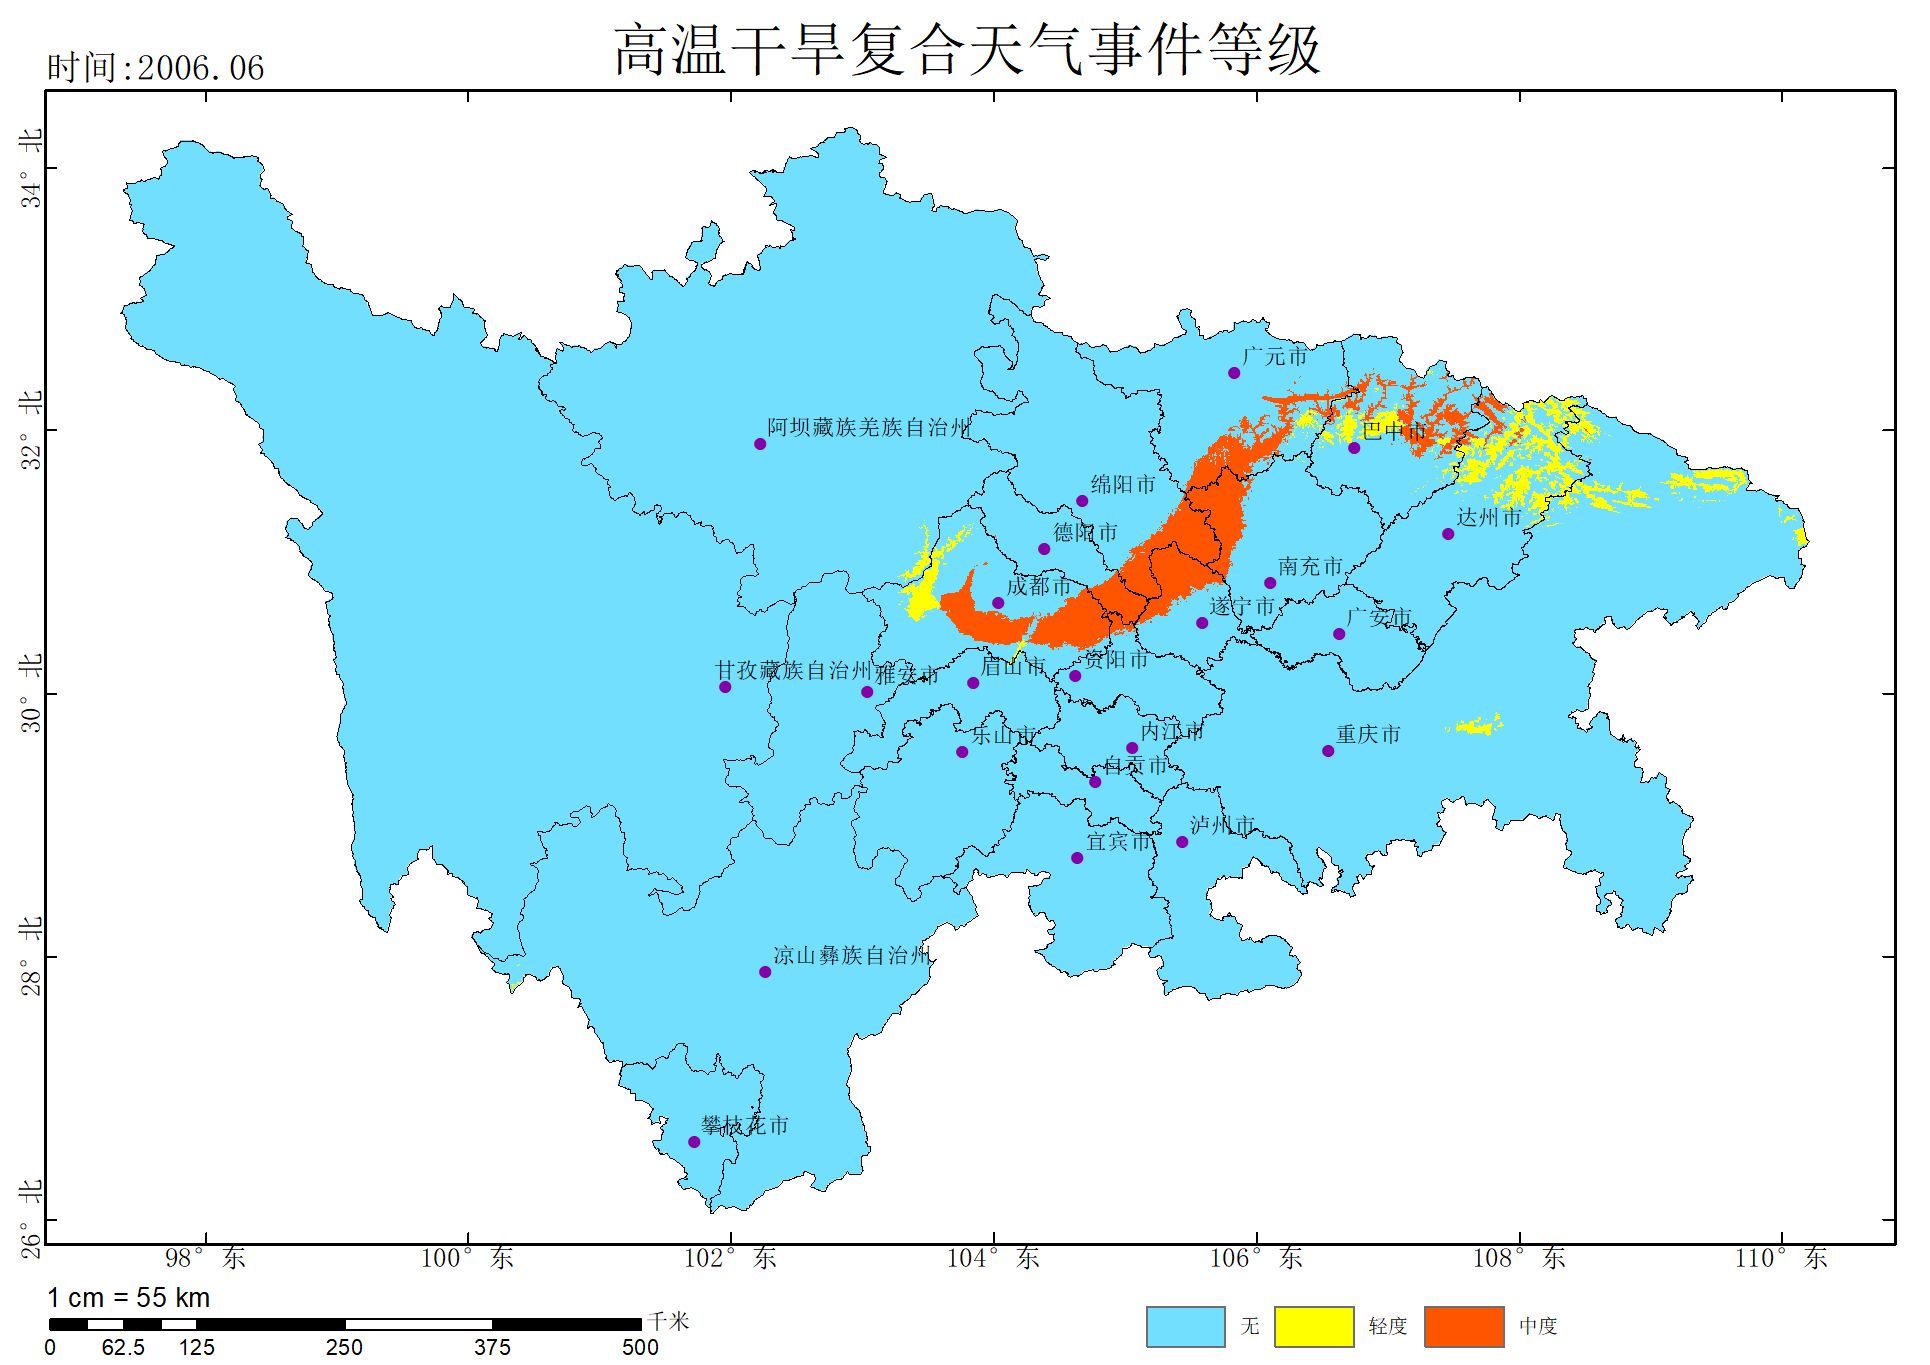 高温干旱复合天气事件等级
时间:2006.06
34° 北
32° 北
30° 北
28° 北
26° 北
广元市
阿坝藏族羌族自治州
巴中市
绵阳市
达州市
德阳市
南充市
成都市
遂宁市
广安市
甘孜藏族自治州
雅安市
眉山市
资阳市
乐山市
内江市
重庆市
自贡市
泸州市
宜宾市
凉山彝族自治州
攀枝花市
98° 东 100° 东 102° 东 104° 东 106° 东 108° 东 110° 东
1 cm = 55 km
千米
0 62.5 125 250 375 500
无 轻度 中度